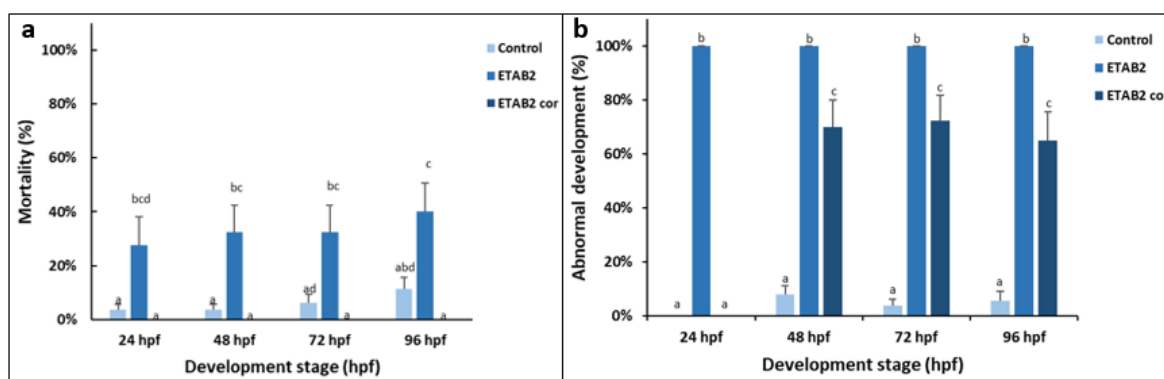 a
Control
ETAB2
ETAB2 cor
Mortality (%)
100%
80%
60%
40%
20%
0%
a
bcd
a
a
bc
a
ad
bc
a
abd
c
a
24 hpf
48 hpf
72 hpf
96 hpf
Development stage (hpf)
b
Control
ETAB2
ETAB2 co
Abnormal development (%)
100%
80%
60%
40%
20%
0%
a
b
a
a
b
c
a
b
c
a
b
c
24 hpf
48 hpf
72 hpf
96 hpf
Development stage (hpf)